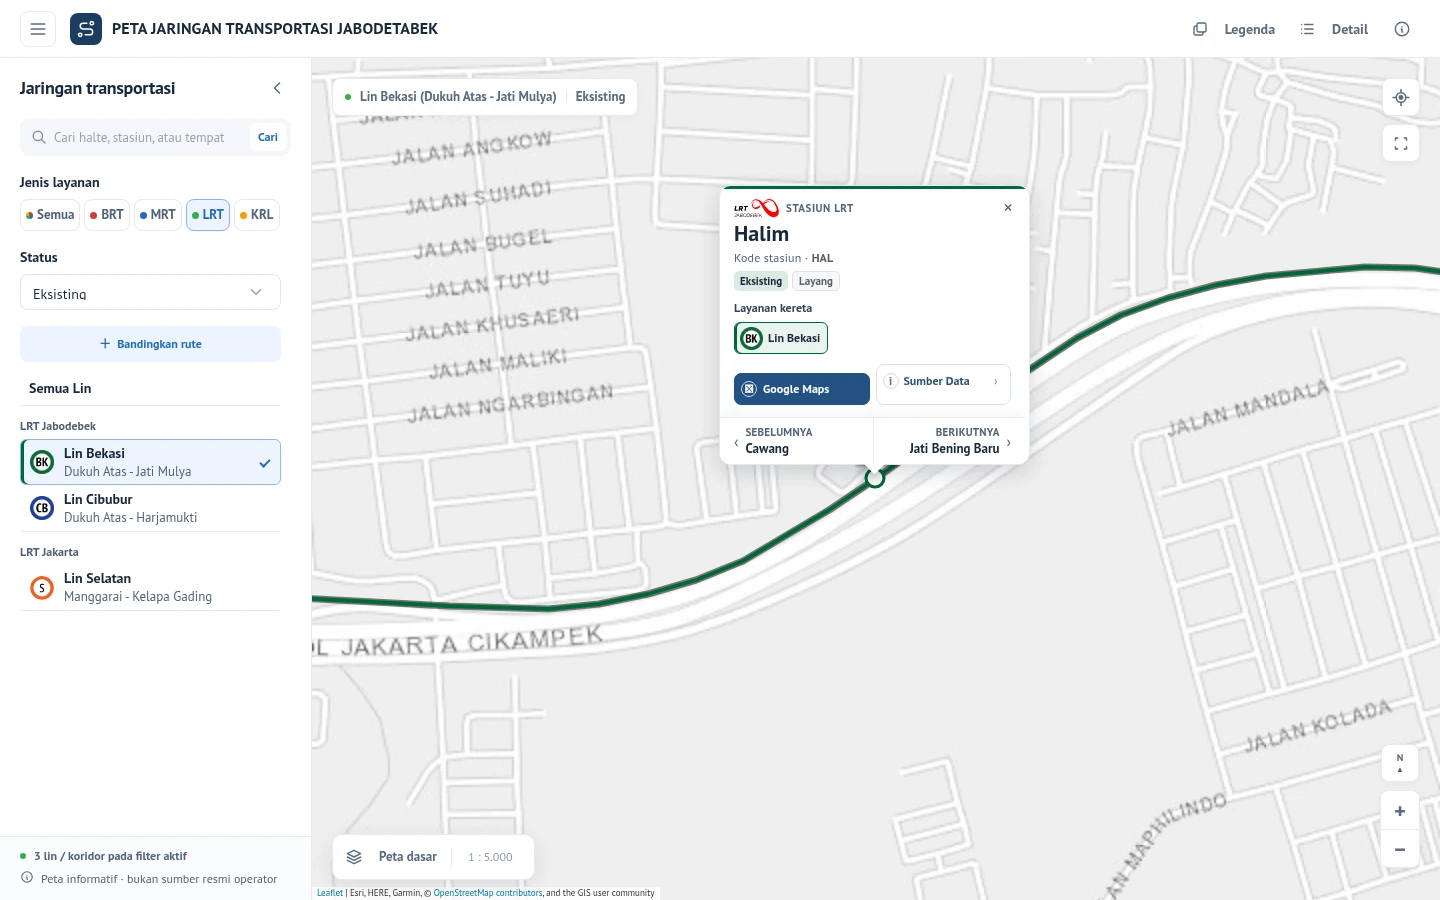 PETA JARINGAN TRANSPORTASI JABODETABEK
Legenda
Detail
Jaringan transportasi
Cari halte, stasiun, atau tempat
Cari
Jenis layanan
Semua
BRT
MRT
LRT
KRL
Status
Eksisting
+ Bandingkan rute
Semua Lin
LRT Jabodebek
BK
Lin Bekasi
Dukuh Atas - Jati Mulya
CB
Lin Cibubur
Dukuh Atas - Harjamukti
LRT Jakarta
S
Lin Selatan
Manggarai - Kelapa Gading
3 lin / koridor pada filter aktif
Peta informatif · bukan sumber resmi operator
Lin Bekasi (Dukuh Atas - Jati Mulya)
Eksisting
JALAN
JALAN ANGKOW
JALAN SUHADI
JALAN BUGEL
JALAN TUYU
JALAN KHUSAERI
JALAN MALIKI
JALAN NGARBINGAN
LRT
JABODEBEK
STASIUN LRT
×
Halim
Kode stasiun · HAL
Eksisting
Layang
Layanan kereta
BK
Lin Bekasi
Google Maps
i
Sumber Data
›
‹
SEBELUMNYA
Cawang
BERIKUTNYA
Jati Bening Baru
›
JALAN MANDALA
OL JAKARTA CIKAMPEK
JALAN KOLADA
AN MAPHILINDO
N
+
−
Peta dasar
1 : 5.000
Leaflet | Esri, HERE, Garmin, © OpenStreetMap contributors, and the GIS user community